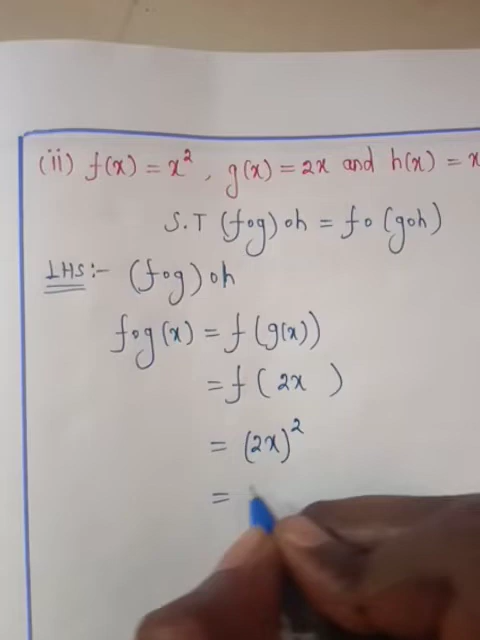 (ii) f(x) = x², g(x) = 2x and h(x) = x
S.T (fog) oh = fo (goh)
LHS :- (fog) oh
fog (x) = f (g(x))
= f ( 2x )
= (2x)²
=